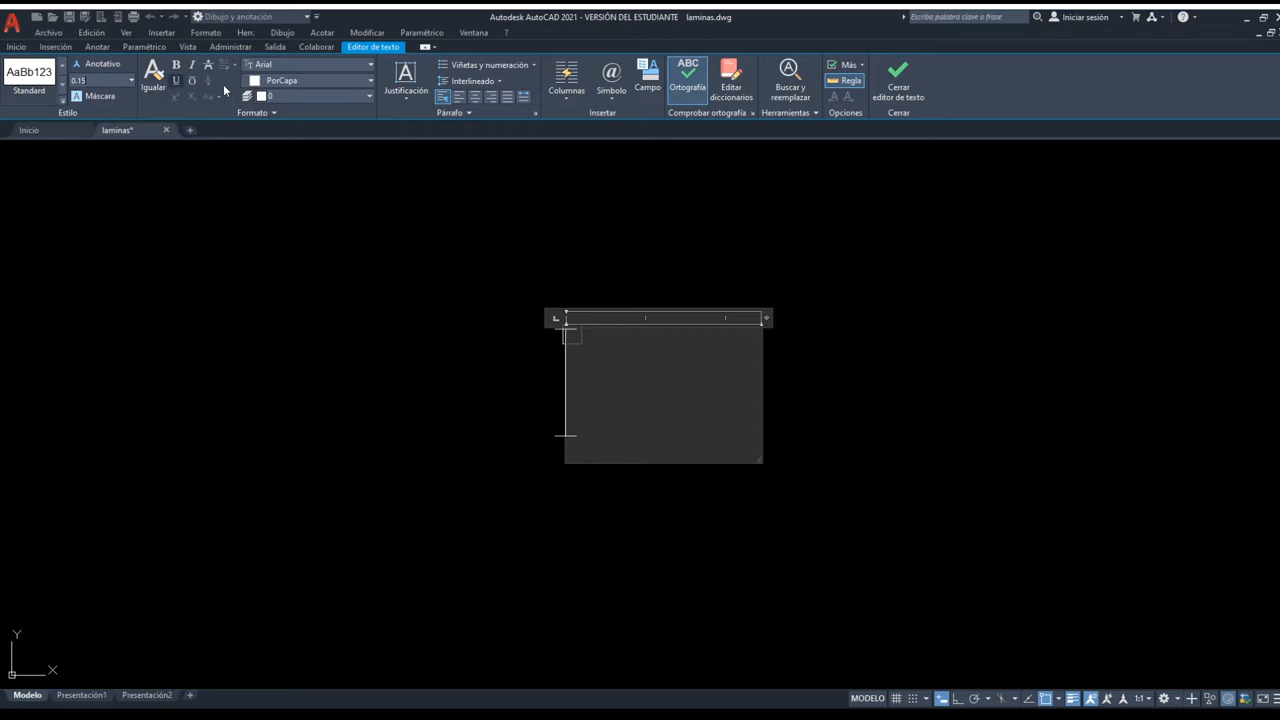 Dibujo y anotación
Autodesk AutoCAD 2021 - VERSIÓN DEL ESTUDIANTE laminas.dwg
Escriba palabra clave o frase
Iniciar sesión
Archivo Edición Ver Insertar Formato Herr. Dibujo Acotar Modificar Paramétrico Ventana ?
Inicio Inserción Anotar Paramétrico Vista Administrar Salida Colaborar Editor de texto
AaBb123
Standard
Anotativo
0.15
Máscara
Estilo
Igualar
B I
U
Arial
PorCapa
0
Formato
Justificación
Viñetas y numeración
Interlineado
Párrafo
Columnas
@
Símbolo
Campo
Insertar
ABC
Ortografía
Editar
diccionarios
Comprobar ortografía
Buscar y
reemplazar
Herramientas
Más
Regla
Opciones
Cerrar
editor de texto
Cerrar
Inicio laminas*
Y
X
Modelo Presentación1 Presentación2 +
MODELO
1:1